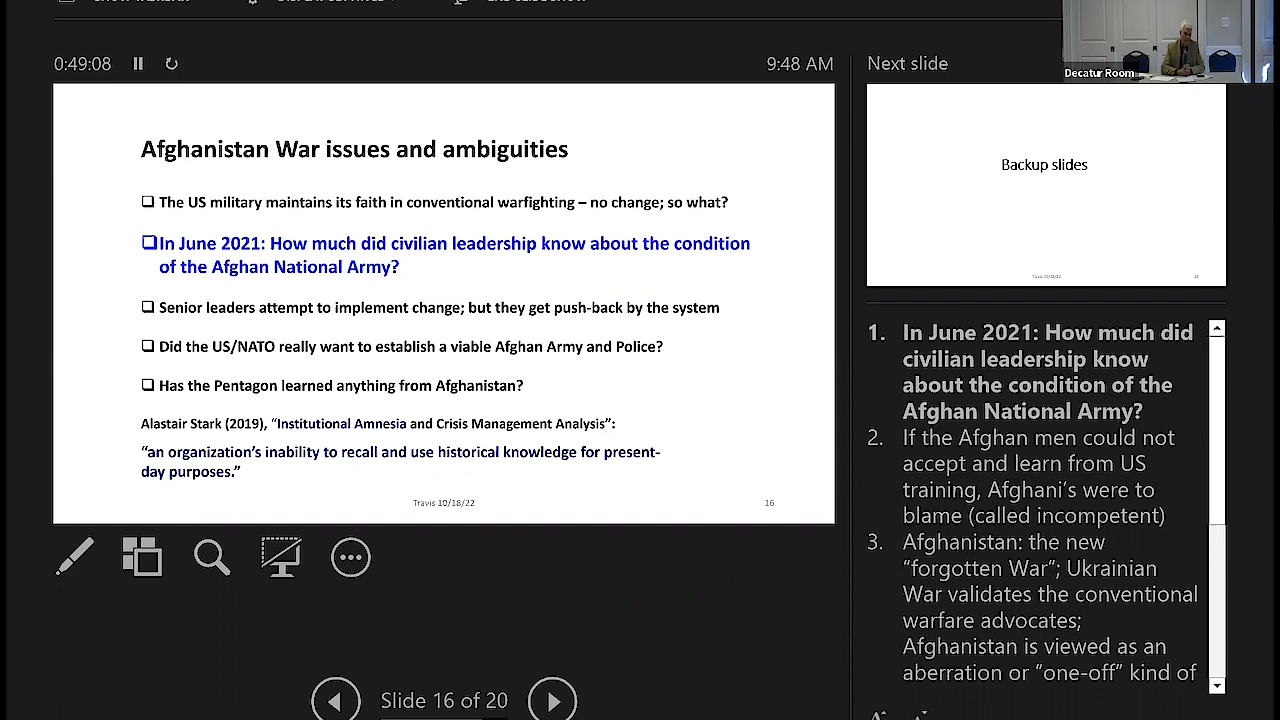 0:49:08
9:48 AM
Next slide
Decatur Room
Afghanistan War issues and ambiguities
The US military maintains its faith in conventional warfighting – no change; so what?
In June 2021: How much did civilian leadership know about the condition
of the Afghan National Army?
Senior leaders attempt to implement change; but they get push-back by the system
Did the US/NATO really want to establish a viable Afghan Army and Police?
Has the Pentagon learned anything from Afghanistan?
Alastair Stark (2019), “Institutional Amnesia and Crisis Management Analysis”:
“an organization’s inability to recall and use historical knowledge for present-
day purposes.”
Travis 10/18/22
16
Backup slides
Travis 10/18/22
1. In June 2021: How much did
civilian leadership know
about the condition of the
Afghan National Army?
2. If the Afghan men could not
accept and learn from US
training, Afghani’s were to
blame (called incompetent)
3. Afghanistan: the new
“forgotten War”; Ukrainian
War validates the conventional
warfare advocates;
Afghanistan is viewed as an
aberration or “one-off” kind of
Slide 16 of 20